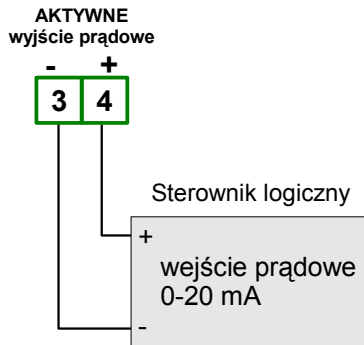 AKTYWNE
wyjście prądowe
- +
3 4
Sterownik logiczny
+
wejście prądowe
0-20 mA
-